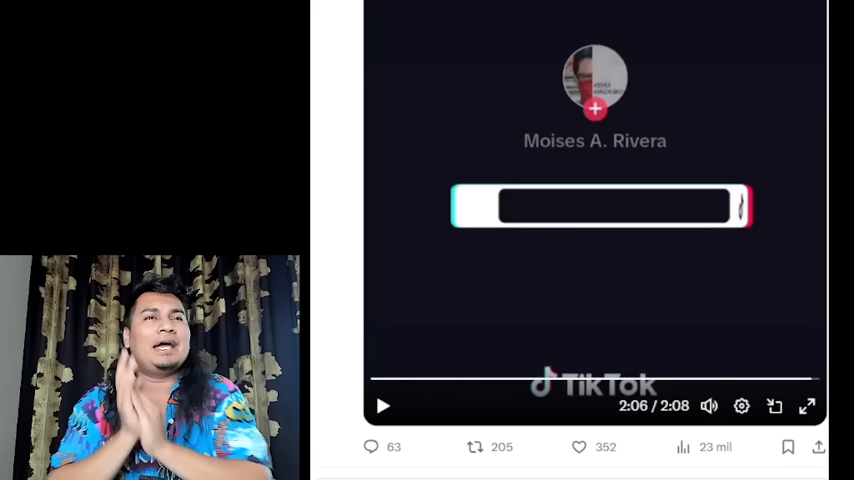 Moises A. Rivera
TikTok
2:06 / 2:08
63
205
352
23 mil